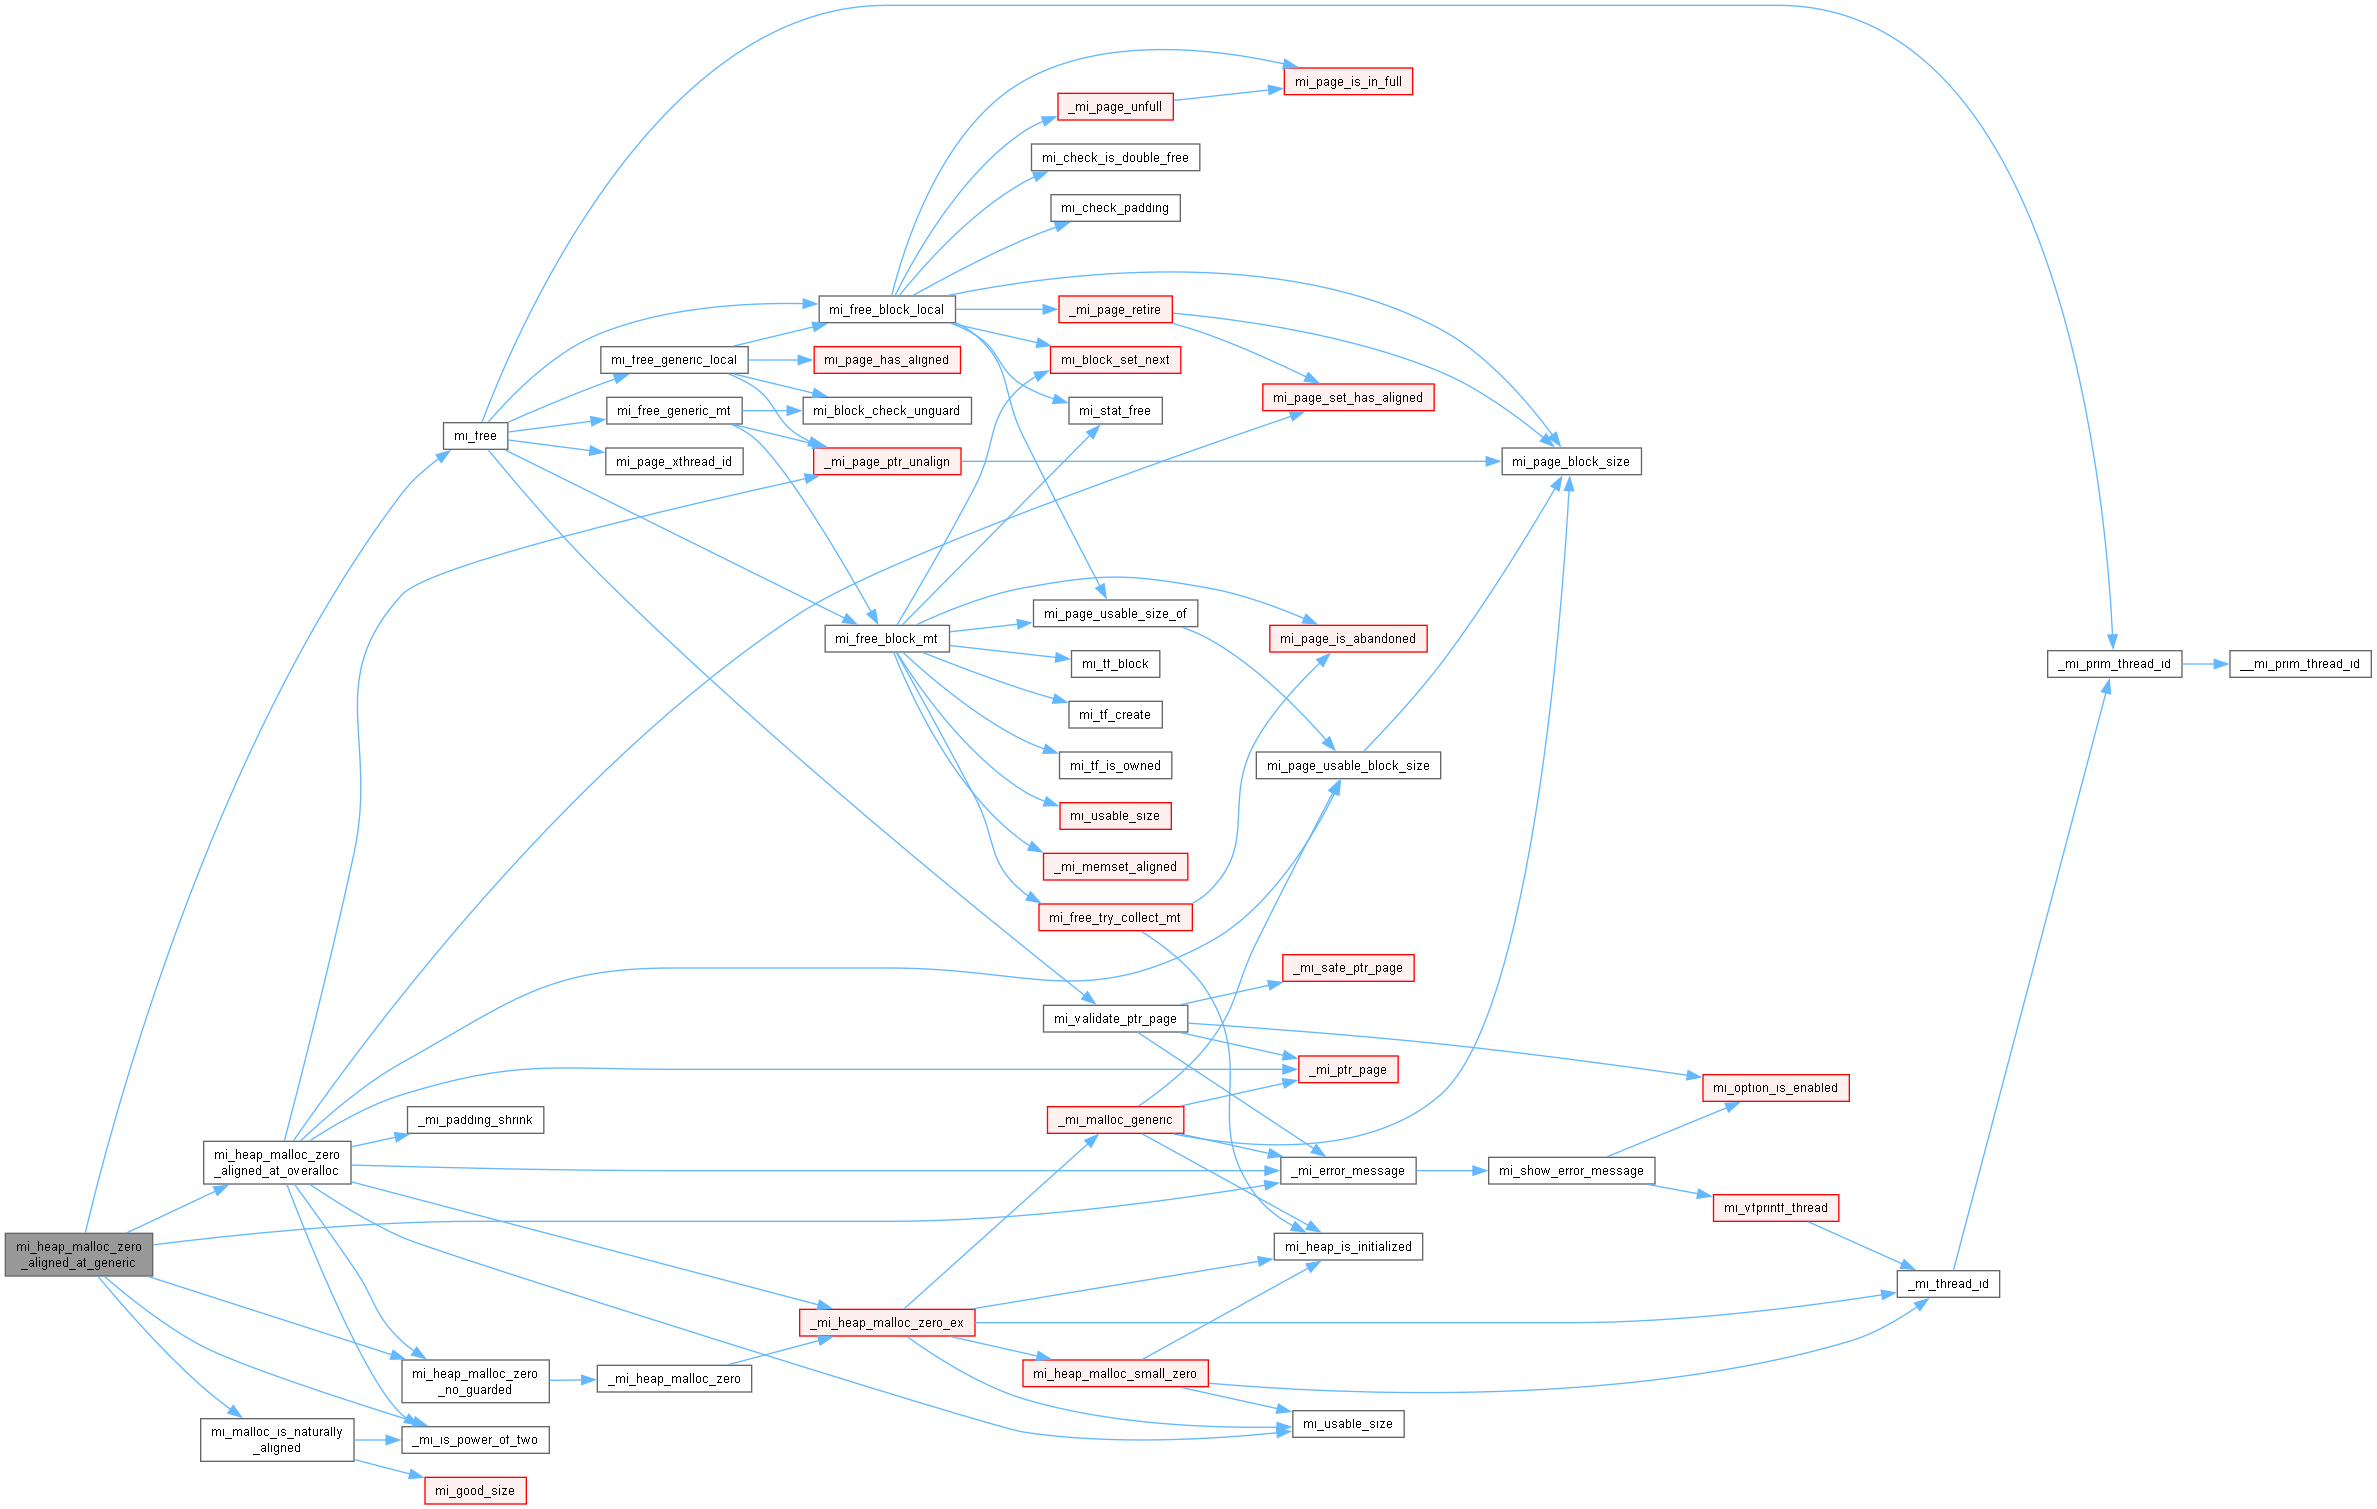 mi_page_is_in_full
_mi_page_unfull
mi_check_is_double_free
mi_check_padding
mi_free_block_local
_mi_page_retire
mi_free_generic_local
mi_page_has_aligned
mi_block_set_next
mi_page_set_has_aligned
mi_free_generic_mt
mi_block_check_unguard
mi_stat_free
mi_free
mi_page_xthread_id
_mi_page_ptr_unalign
mi_page_block_size
mi_page_usable_size_of
mi_free_block_mt
mi_page_is_abandoned
mi_tf_block
_mi_prim_thread_id
__mi_prim_thread_id
mi_tf_create
mi_tf_is_owned
mi_page_usable_block_size
mi_usable_size
_mi_memset_aligned
mi_free_try_collect_mt
_mi_safe_ptr_page
mi_validate_ptr_page
_mi_ptr_page
mi_option_is_enabled
_mi_padding_shrink
_mi_malloc_generic
mi_heap_malloc_zero
_aligned_at_overalloc
_mi_error_message
mi_show_error_message
mi_vfprintf_thread
mi_heap_malloc_zero
_aligned_at_generic
mi_heap_is_initialized
_mi_thread_id
_mi_heap_malloc_zero_ex
mi_heap_malloc_zero
_no_guarded
_mi_heap_malloc_zero
mi_heap_malloc_small_zero
mi_usable_size
mi_malloc_is_naturally
_aligned
_mi_is_power_of_two
mi_good_size